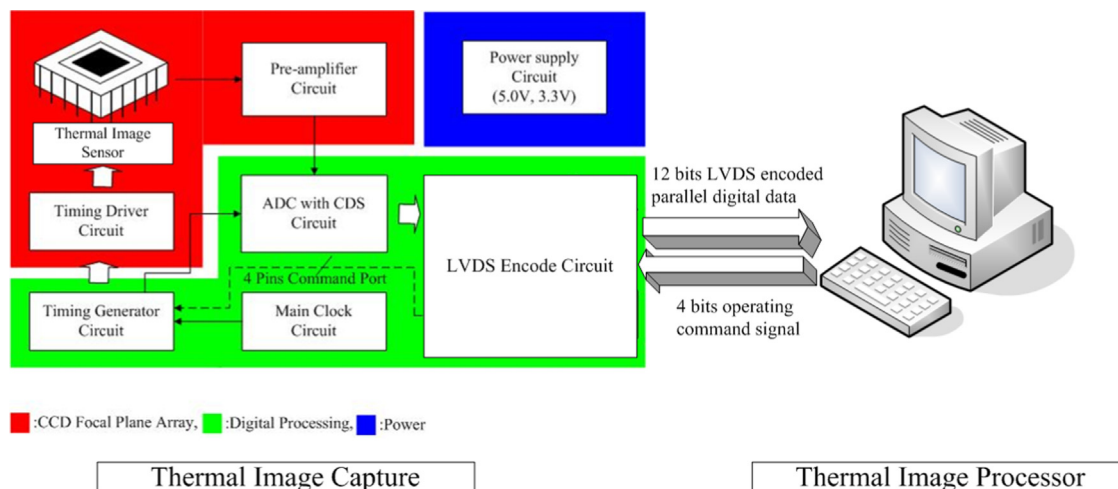 Pre-amplifier
Circuit
Power supply
Circuit
(5.0V, 3.3V)
Thermal Image
Sensor
Timing Driver
Circuit
ADC with CDS
Circuit
LVDS Encode Circuit
12 bits LVDS encoded
parallel digital data
4 Pins Command Port
Timing Generator
Circuit
Main Clock
Circuit
4 bits operating
command signal
:CCD Focal Plane Array, :Digital Processing, :Power
Thermal Image Capture
Thermal Image Processor